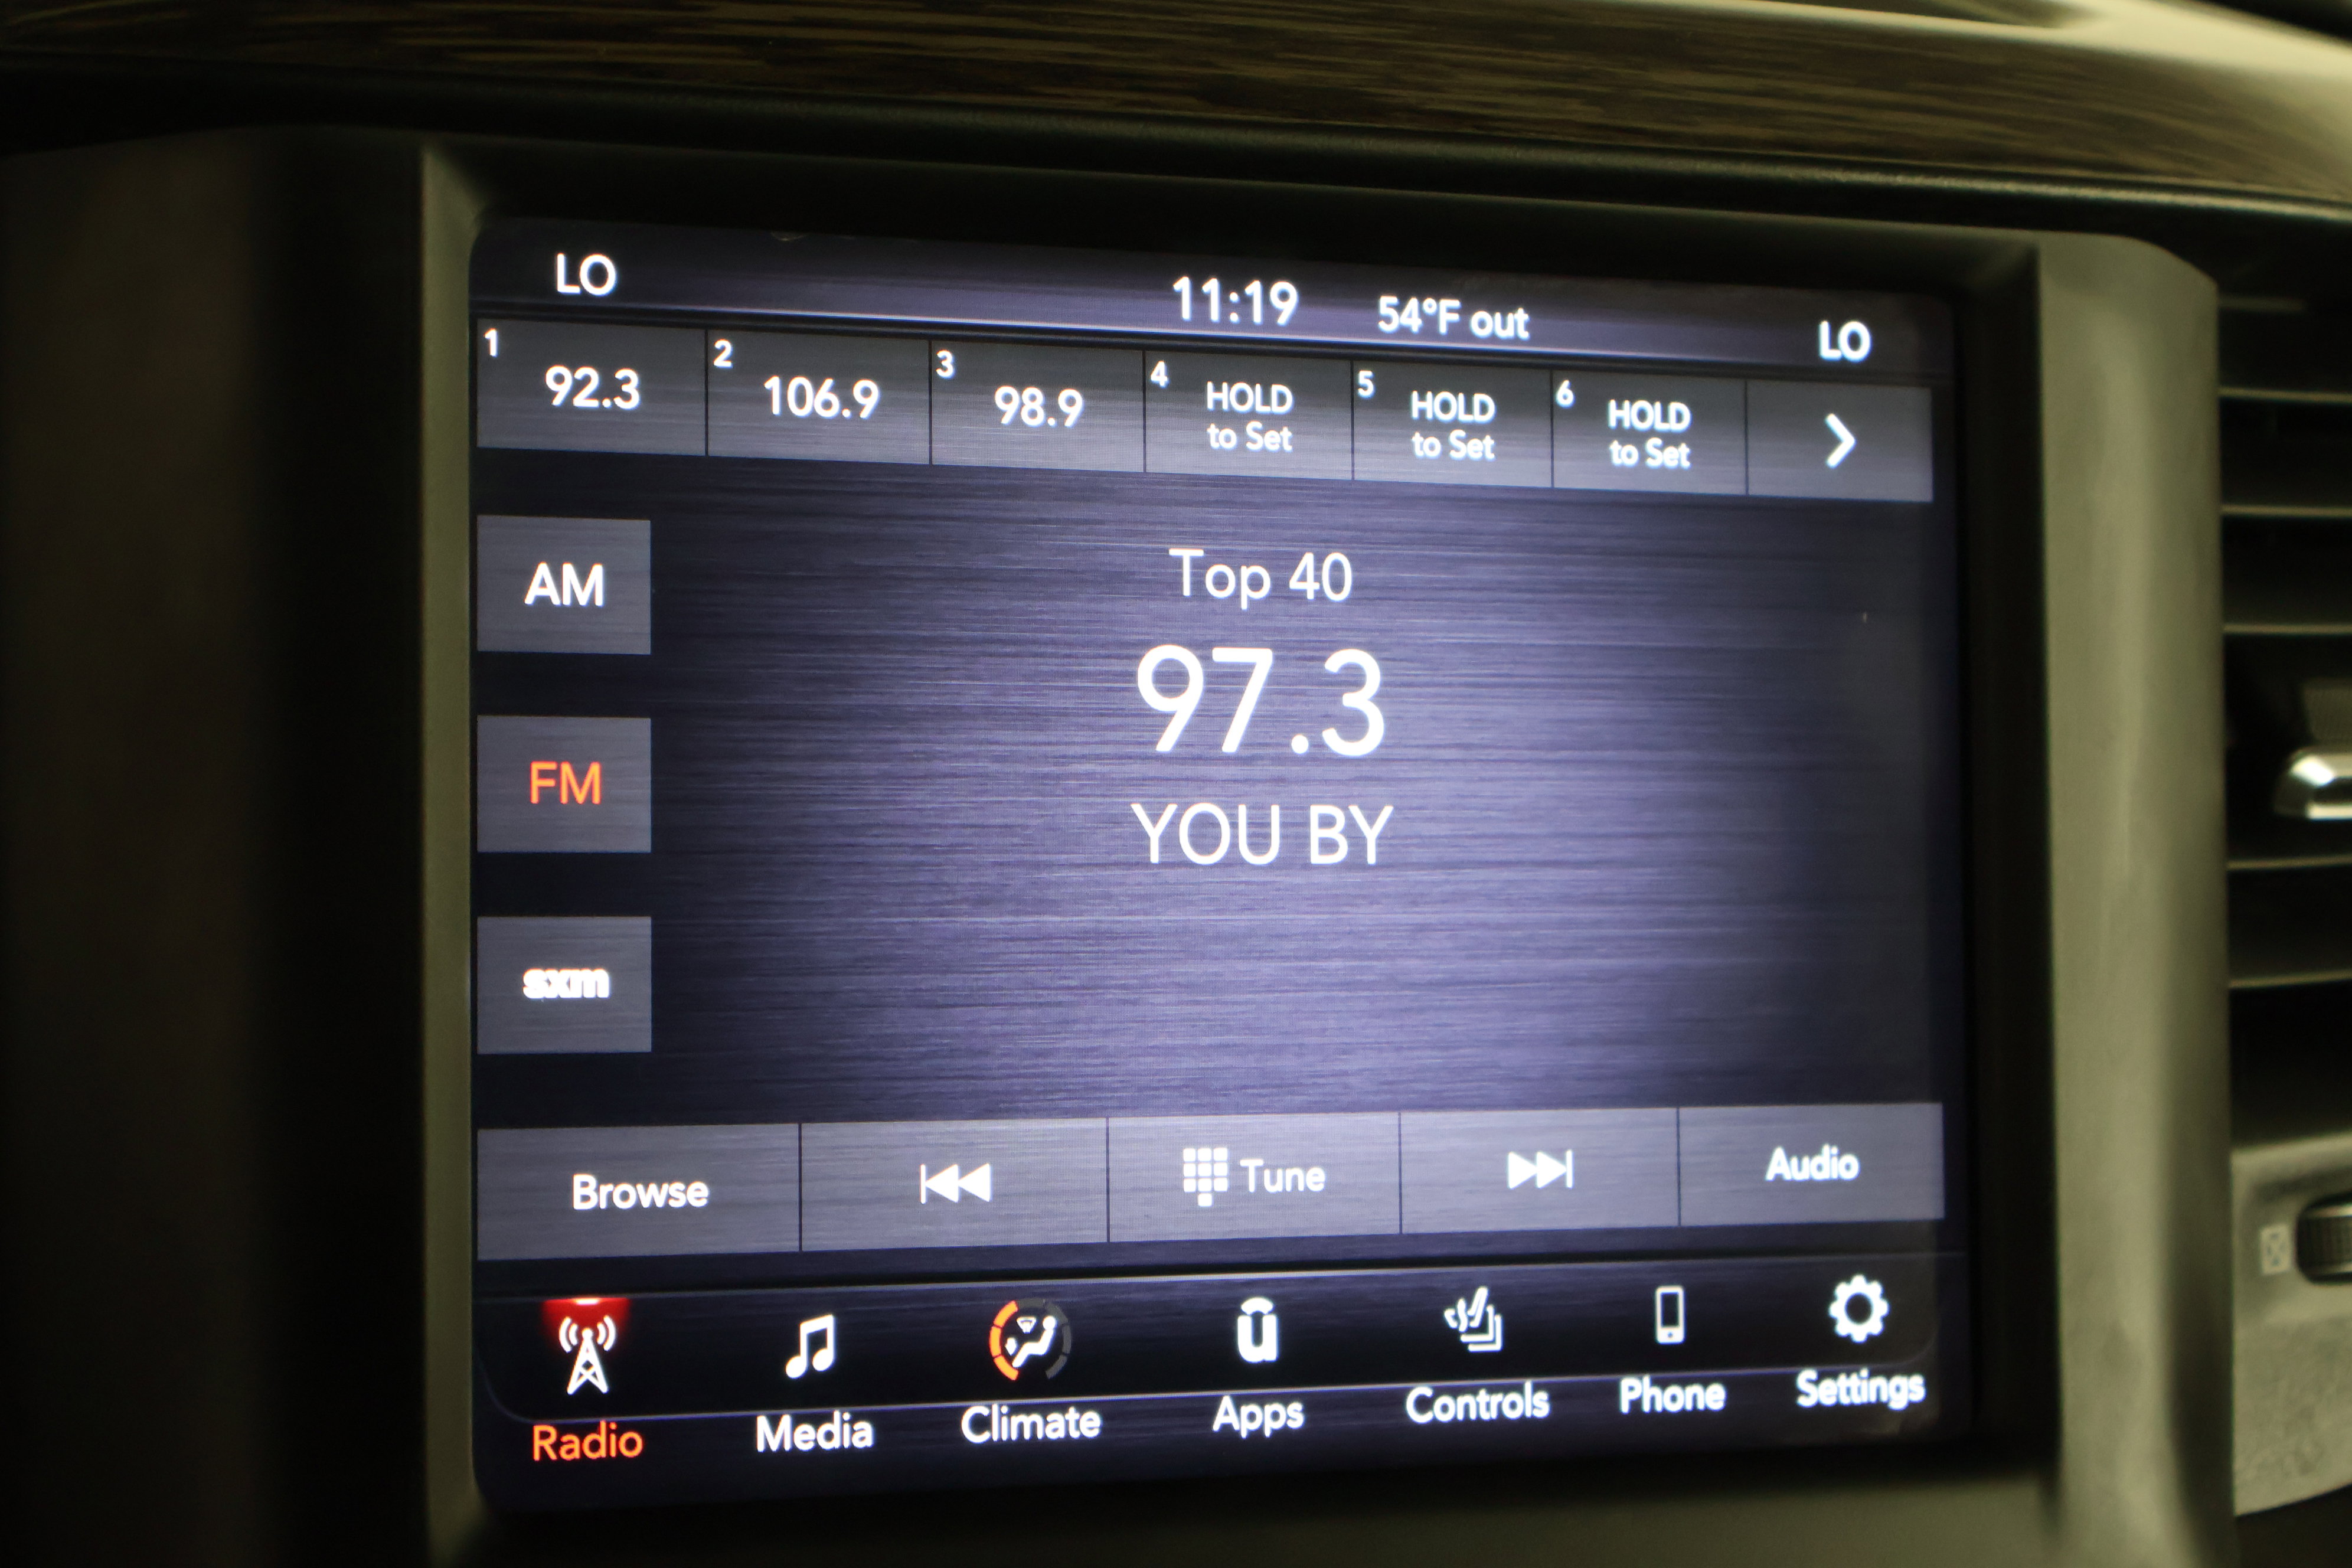 LO 11:19 54°F out LO
1 92.3 2 106.9 3 98.9 4 HOLD to Set 5 HOLD to Set 6 HOLD to Set
AM
Top 40
97.3
FM
YOU BY
sxm
Browse Tune Audio
Radio Media Climate Apps Controls Phone Settings